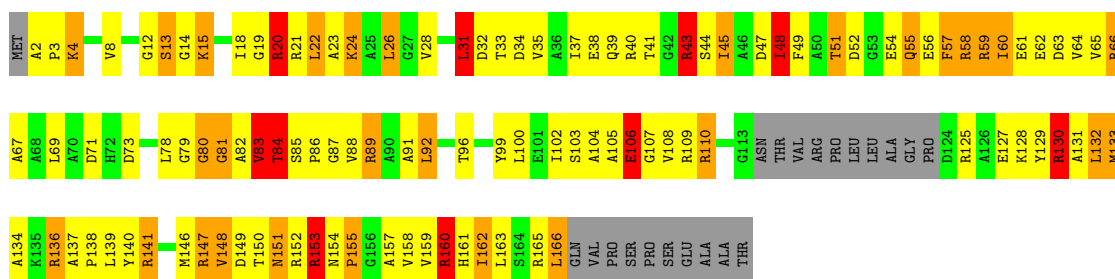 MET A2 P3 K4 V8 G12 S13 G14 K15 I18 G19 R20 R21 L22 A23 K24 A25 L26 G27 V28 L31 D32 T33 D34 V35 A36 I37 E38 Q39 R40 T41 G42 R43 S44 I45 A46 D47 I48 F49 A50 T51 D52 G53 E54 Q55 E56 F57 R58 R59 I60 E61 E62 D63 V64 V65 R66
A67 A68 L69 A70 D71 H72 D73 L78 G79 G80 G81 A82 V83 T84 S85 P86 G87 V88 R89 A90 A91 L92 T96 Y99 L100 E101 I102 S103 A104 A105 E106 G107 V108 R109 R110 G113 ASN THR VAL ARG PRO LEU LEU ALA GLY PRO D124 R125 A126 E127 K128 Y129 R130 A131 L132 M133
A134 K135 R136 A137 P138 L139 Y140 R141 M146 R147 V148 D149 T150 N151 R152 R153 N154 P155 G156 A157 V158 V159 R160 H161 I162 L163 S164 R165 L166 GLN VAL PRO SER PRO PRO SER GLU ALA ALA THR